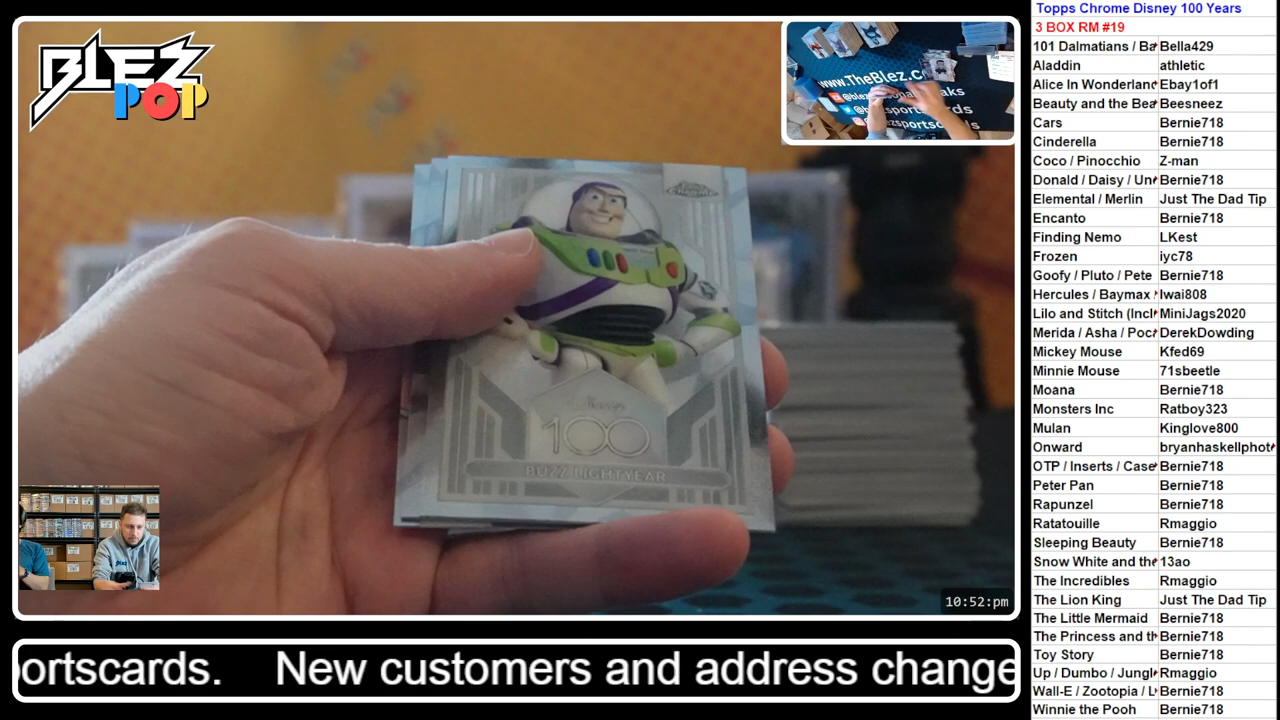 BLEZ
POP
www.TheBlez.c
TOPPS CHROME
Disney
100
BUZZ LIGHTYEAR
10:52:pm
ortscards. New customers and address change
Topps Chrome Disney 100 Years
3 BOX RM #19
101 Dalmatians / Ba Bella429
Aladdin athletic
Alice In Wonderlanc Ebay1of1
Beauty and the Bea Beesneez
Cars Bernie718
Cinderella Bernie718
Coco / Pinocchio Z-man
Donald / Daisy / Un Bernie718
Elemental / Merlin Just The Dad Tip
Encanto Bernie718
Finding Nemo LKest
Frozen iyc78
Goofy / Pluto / Pete Bernie718
Hercules / Baymax Iwai808
Lilo and Stitch (Incl MiniJags2020
Merida / Asha / Poc DerekDowding
Mickey Mouse Kfed69
Minnie Mouse 71sbeetle
Moana Bernie718
Monsters Inc Ratboy323
Mulan Kinglove800
Onward bryanhaskellphot
OTP / Inserts / Case Bernie718
Peter Pan Bernie718
Rapunzel Bernie718
Ratatouille Rmaggio
Sleeping Beauty Bernie718
Snow White and th 13ao
The Incredibles Rmaggio
The Lion King Just The Dad Tip
The Little Mermaid Bernie718
The Princess and th Bernie718
Toy Story Bernie718
Up / Dumbo / Jungl Rmaggio
Wall-E / Zootopia / L Bernie718
Winnie the Pooh Bernie718